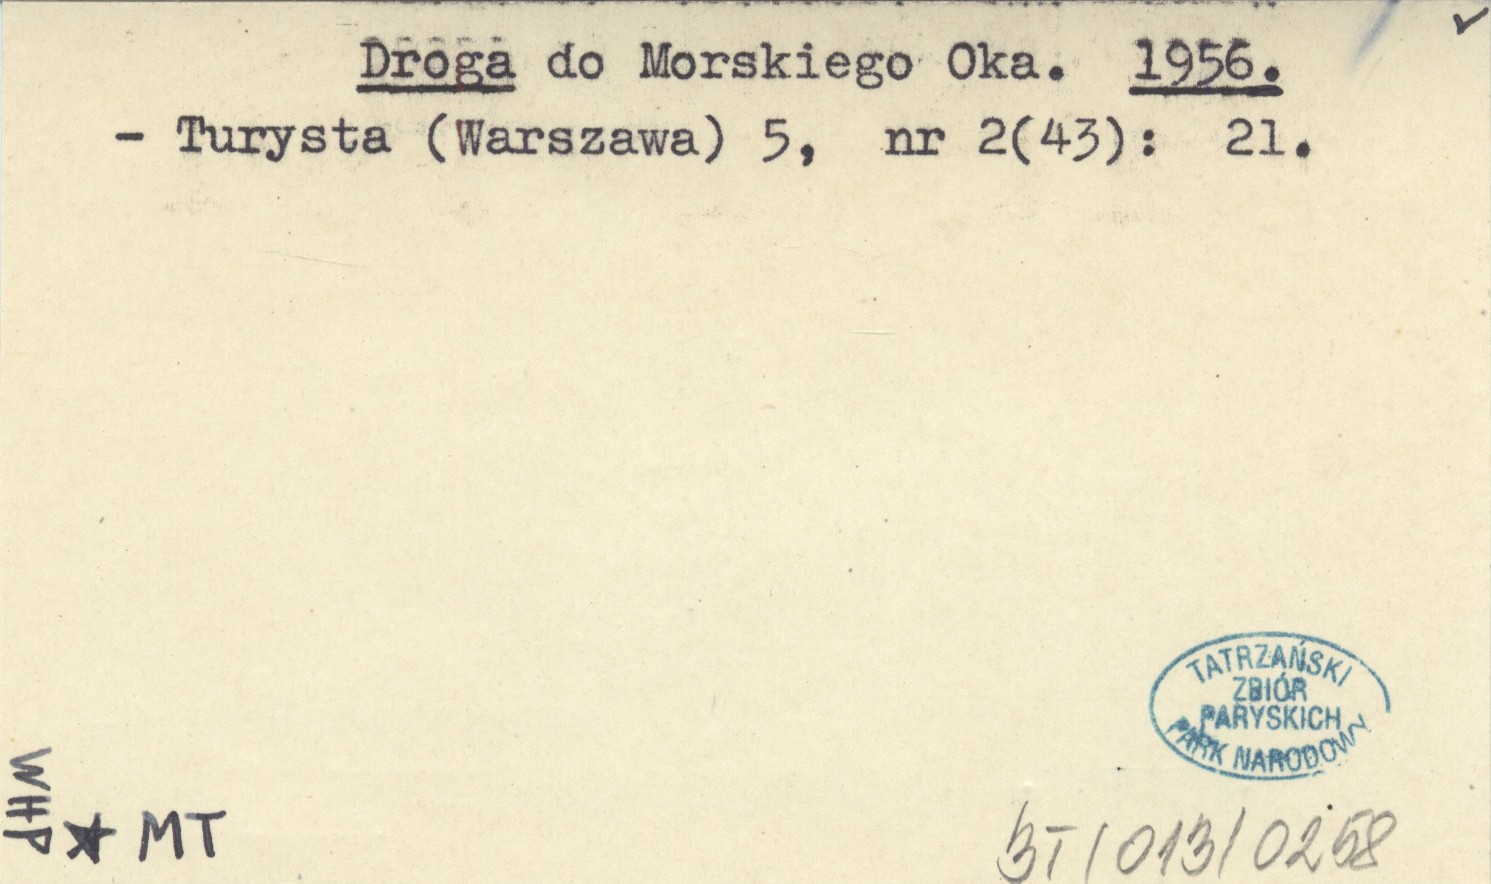 Droga do Morskiego Oka. 1956.
- Turysta (Warszawa) 5, nr 2(43): 21.
TATRZAŃSKI
ZBIÓR
PARYSKICH
PARK NARODOWY
WHP
MT
BT/013/0258